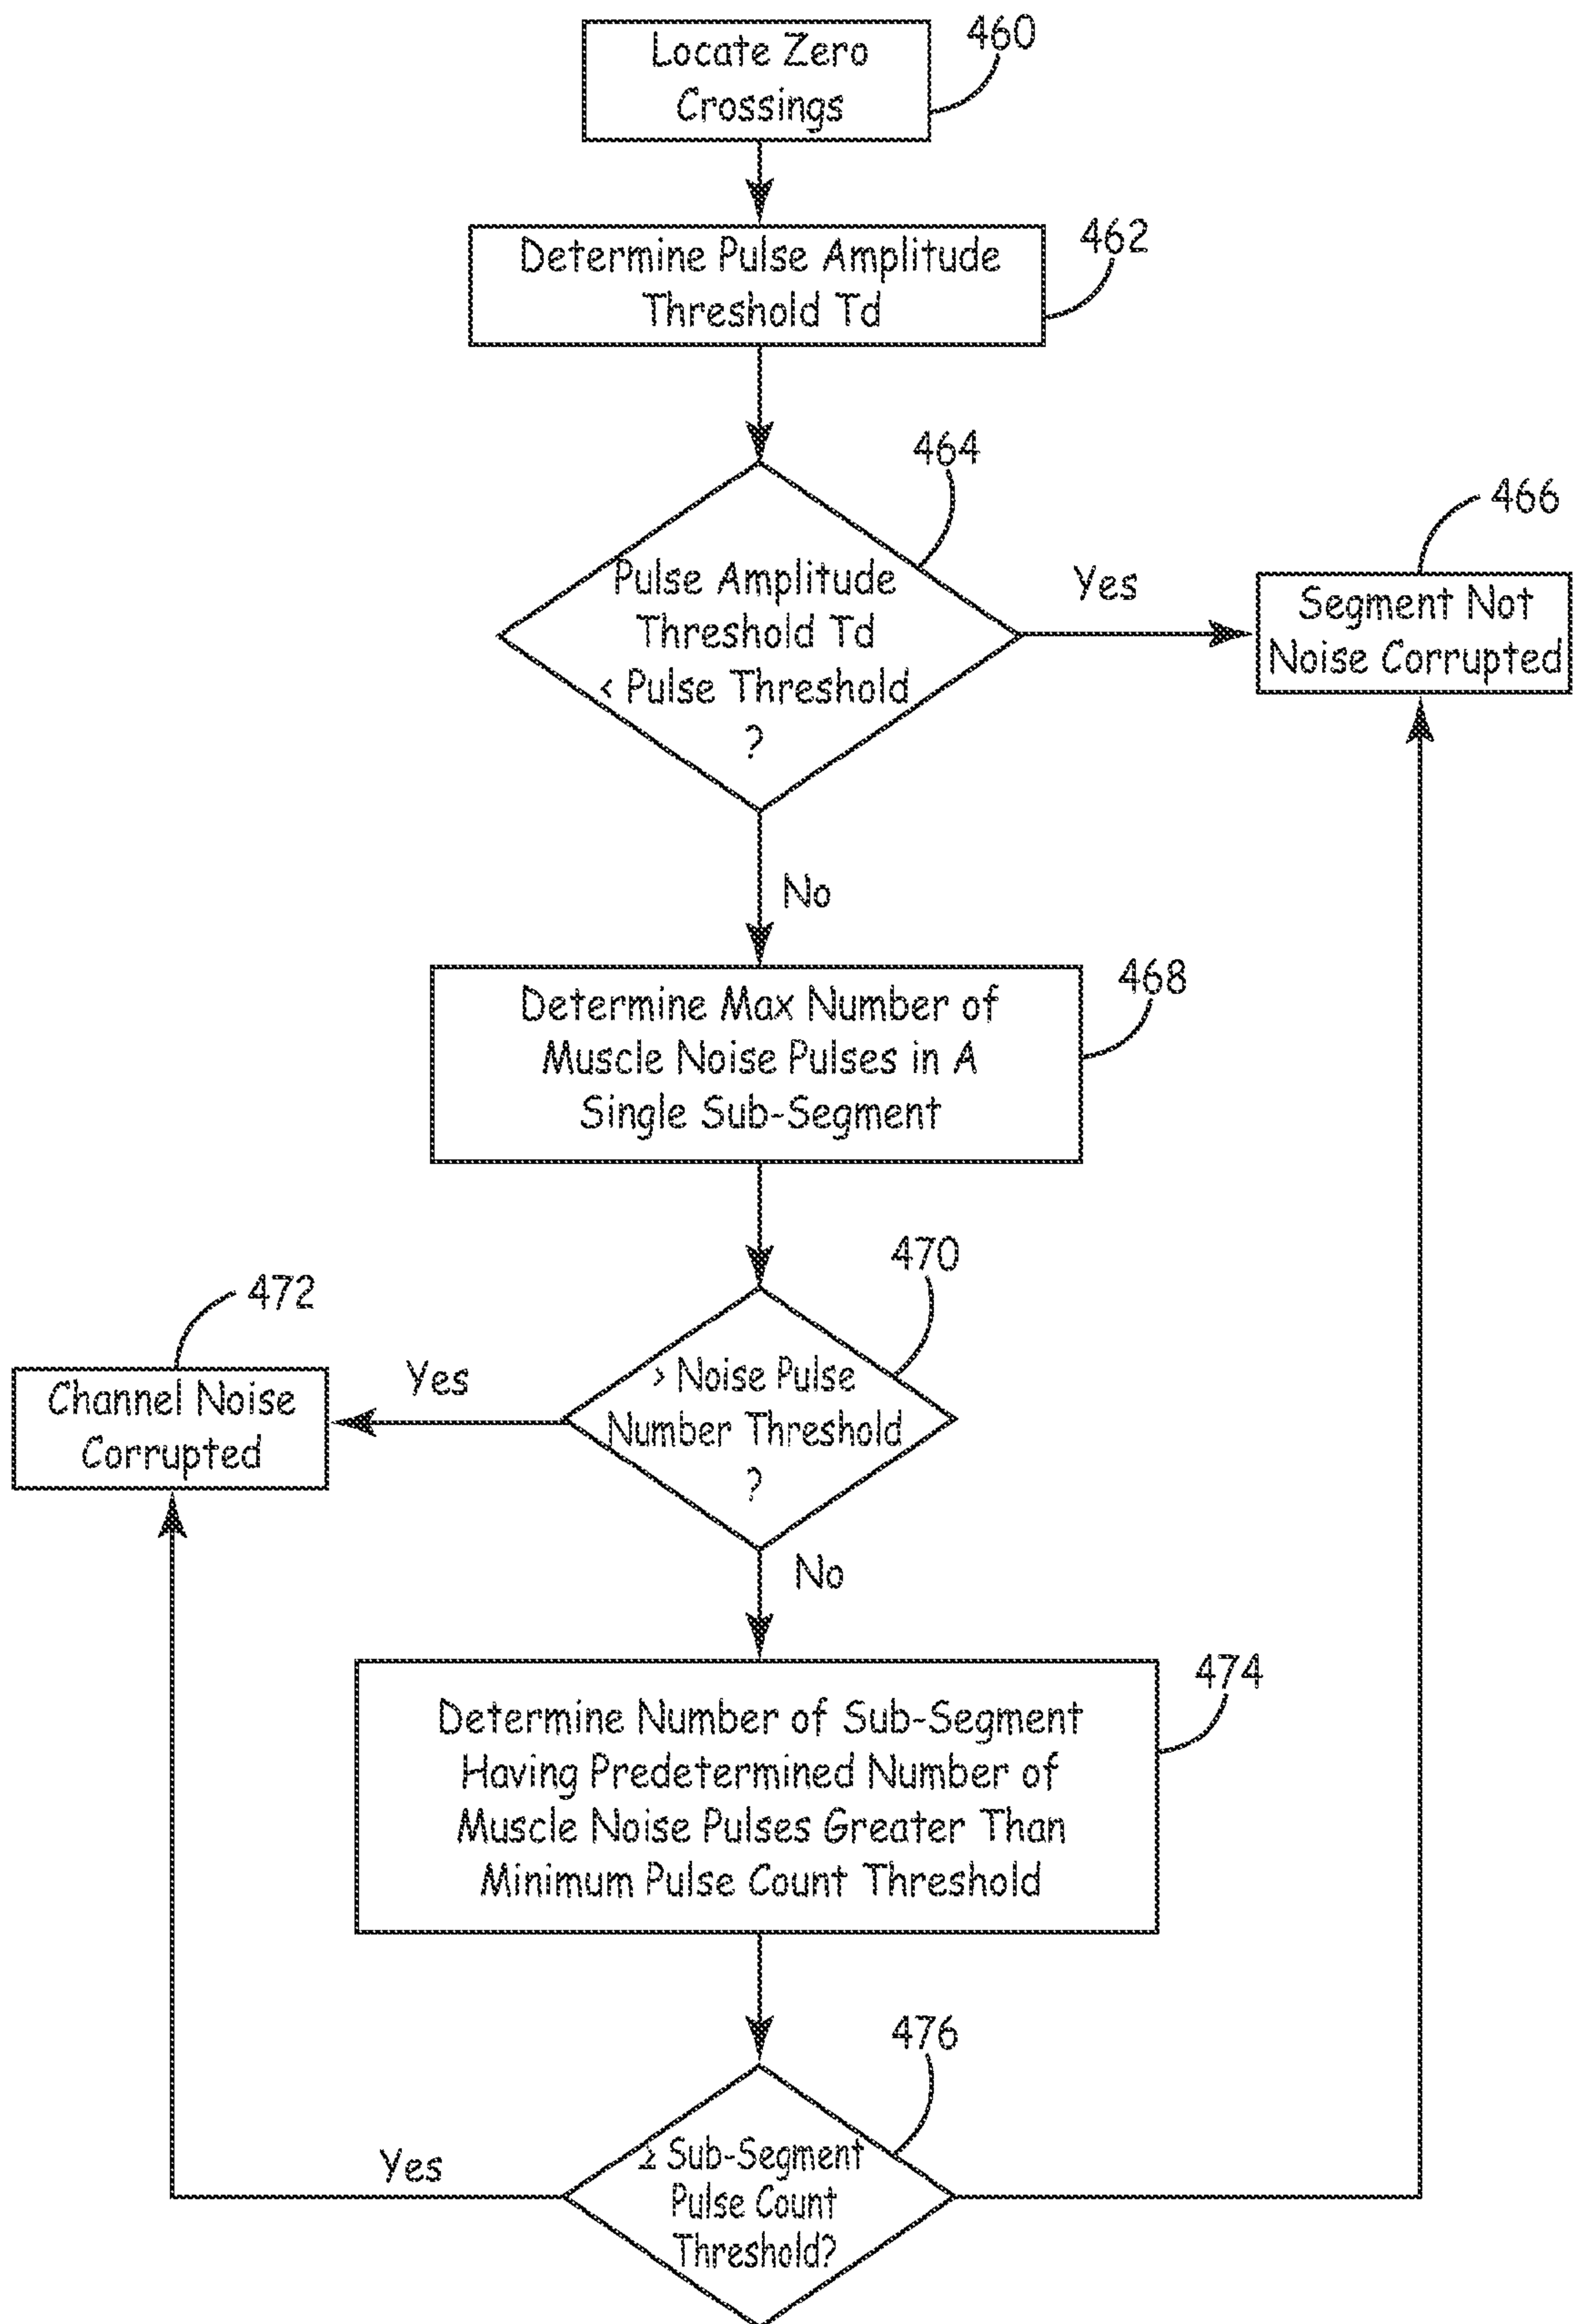 Locate Zero
Crossings
460
Determine Pulse Amplitude
Threshold Td
462
464
Pulse Amplitude
Threshold Td
< Pulse Threshold
?
Yes
466
Segment Not
Noise Corrupted
No
468
Determine Max Number of
Muscle Noise Pulses in A
Single Sub-Segment
470
472
> Noise Pulse
Number Threshold
?
Yes
Channel Noise
Corrupted
No
474
Determine Number of Sub-Segment
Having Predetermined Number of
Muscle Noise Pulses Greater Than
Minimum Pulse Count Threshold
476
≥ Sub-Segment
Pulse Count
Threshold?
Yes